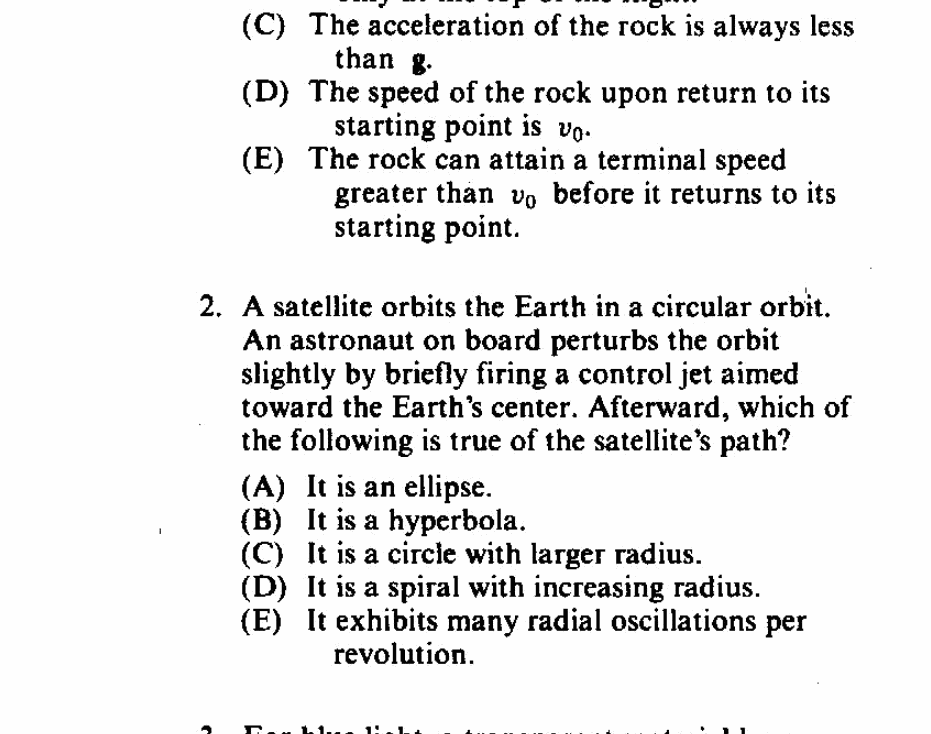 (C) The acceleration of the rock is always less
than g.
(D) The speed of the rock upon return to its
starting point is v₀.
(E) The rock can attain a terminal speed
greater than v₀ before it returns to its
starting point.
2. A satellite orbits the Earth in a circular orbit.
An astronaut on board perturbs the orbit
slightly by briefly firing a control jet aimed
toward the Earth's center. Afterward, which of
the following is true of the satellite's path?
(A) It is an ellipse.
(B) It is a hyperbola.
(C) It is a circle with larger radius.
(D) It is a spiral with increasing radius.
(E) It exhibits many radial oscillations per
revolution.